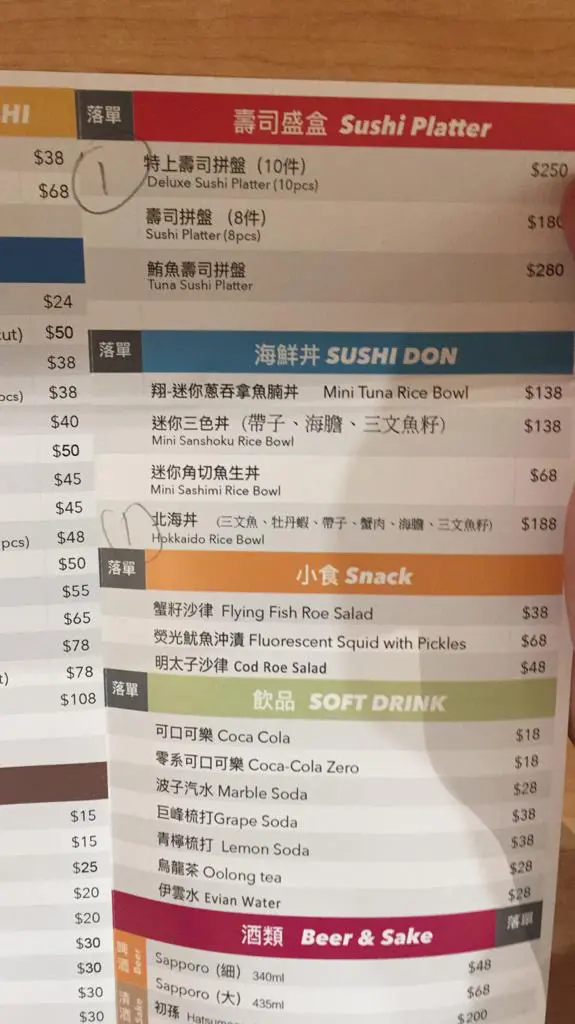 HI
$38
$68
$24
cut) $50
$38
pcs) $38
$40
$50
$45
$45
pcs) $48
$50
$55
$65
$78
t) $78
$108
$15
$15
$25
$20
$20
$30
$30
$30
$30
落單 壽司盛盒 Sushi Platter
1 特上壽司拼盤 (10件) $250
Deluxe Sushi Platter (10pcs)
壽司拼盤 (8件) $180
Sushi Platter (8pcs)
鮪魚壽司拼盤 $280
Tuna Sushi Platter
落單 海鮮丼 SUSHI DON
翔-迷你蔥吞拿魚腩丼 Mini Tuna Rice Bowl $138
迷你三色丼 (帶子、海膽、三文魚籽) $138
Mini Sanshoku Rice Bowl
迷你角切魚生丼 $68
Mini Sashimi Rice Bowl
1 北海丼 (三文魚、牡丹蝦、帶子、蟹肉、海膽、三文魚籽) $188
Hokkaido Rice Bowl
落單 小食 Snack
蟹籽沙律 Flying Fish Roe Salad $38
熒光魷魚沖漬 Fluorescent Squid with Pickles $68
明太子沙律 Cod Roe Salad $48
落單 飲品 SOFT DRINK
可口可樂 Coca Cola $18
零系可口可樂 Coca-Cola Zero $18
波子汽水 Marble Soda $28
巨峰梳打 Grape Soda $38
青檸梳打 Lemon Soda $38
烏龍茶 Oolong tea $28
伊雲水 Evian Water $28
酒類 Beer & Sake 落單
啤酒 Beer
Sapporo (細) 340ml $48
Sapporo (大) 435ml $68
清酒 Sake
初孫 $200